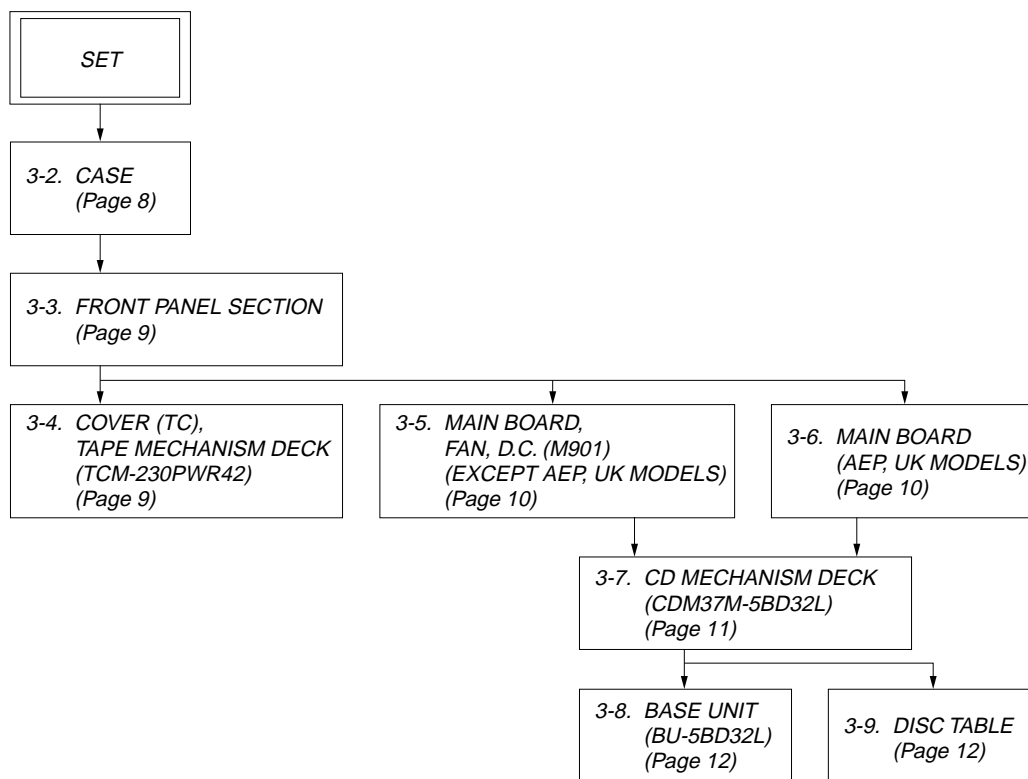 SET
3-2. CASE
(Page 8)
3-3. FRONT PANEL SECTION
(Page 9)
3-4. COVER (TC),
TAPE MECHANISM DECK
(TCM-230PWR42)
(Page 9)
3-5. MAIN BOARD,
FAN, D.C. (M901)
(EXCEPT AEP, UK MODELS)
(Page 10)
3-6. MAIN BOARD
(AEP, UK MODELS)
(Page 10)
3-7. CD MECHANISM DECK
(CDM37M-5BD32L)
(Page 11)
3-8. BASE UNIT
(BU-5BD32L)
(Page 12)
3-9. DISC TABLE
(Page 12)